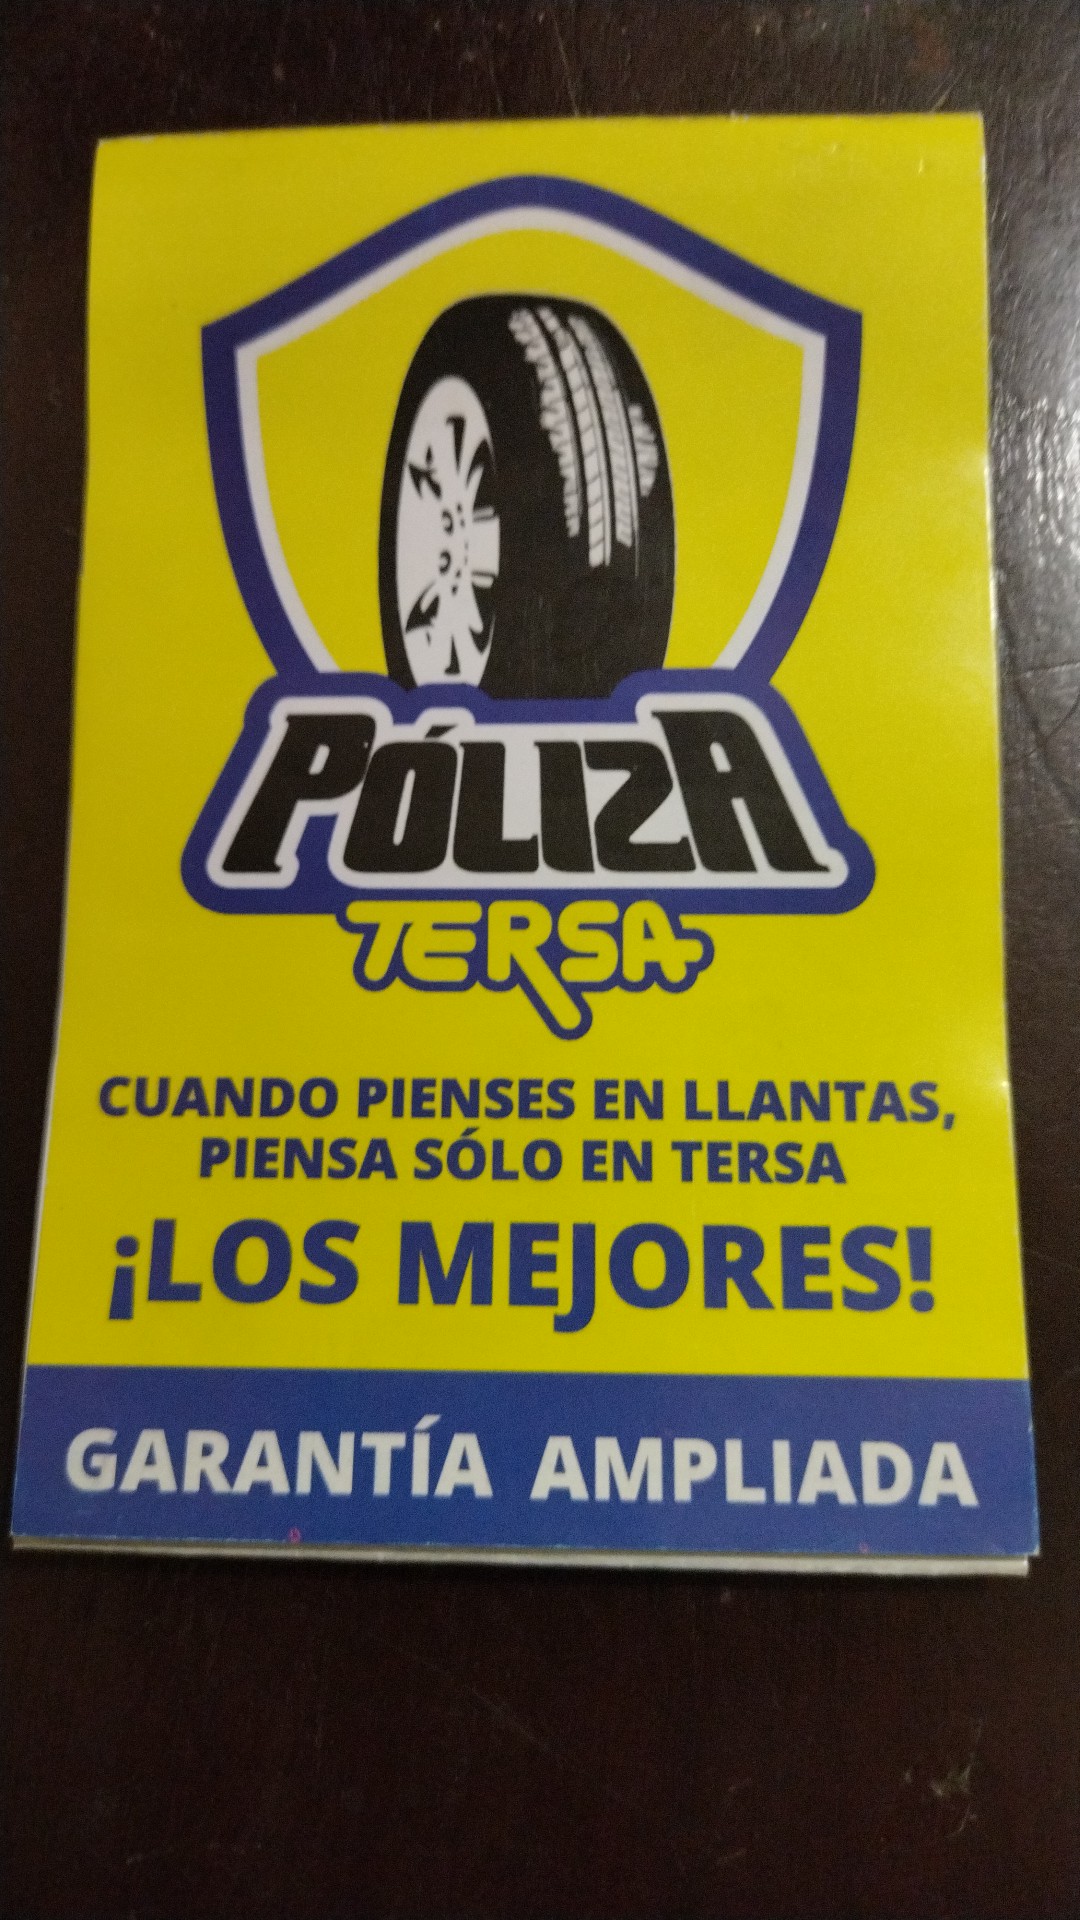 PÓLIZA
TERSA
CUANDO PIENSES EN LLANTAS,
PIENSA SÓLO EN TERSA
¡LOS MEJORES!
GARANTÍA AMPLIADA